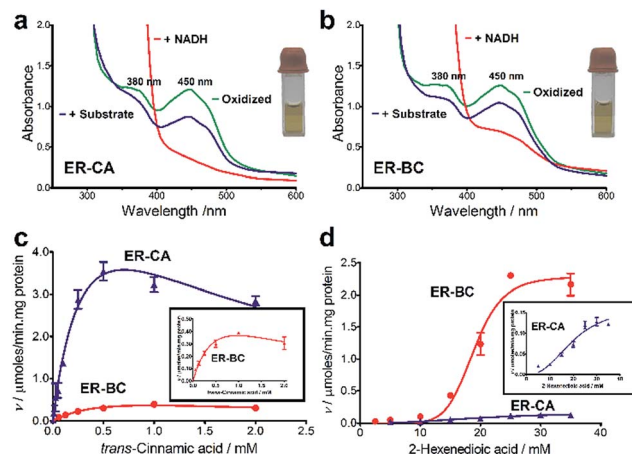 a
b
2.0
1.5
1.0
0.5
0.0
Absorbance
+ NADH
380 nm
450 nm
Oxidized
+ Substrate
ER-CA
300
400
500
600
Wavelength /nm
2.0
1.5
1.0
0.5
0.0
Absorbance
+ NADH
380 nm
450 nm
Oxidized
+ Substrate
ER-BC
300
400
500
600
Wavelength / nm
c
d
4.0
3.0
2.0
1.0
0.0
v / µmoles/min.mg protein
ER-CA
ER-BC
ER-BC
0.0
0.5
1.0
1.5
2.0
trans-Cinnamic acid / mM
2.5
2.0
1.5
1.0
0.5
0.0
v / µmoles/min.mg protein
ER-BC
ER-CA
ER-CA
0
10
20
30
40
2-Hexenedioic acid / mM